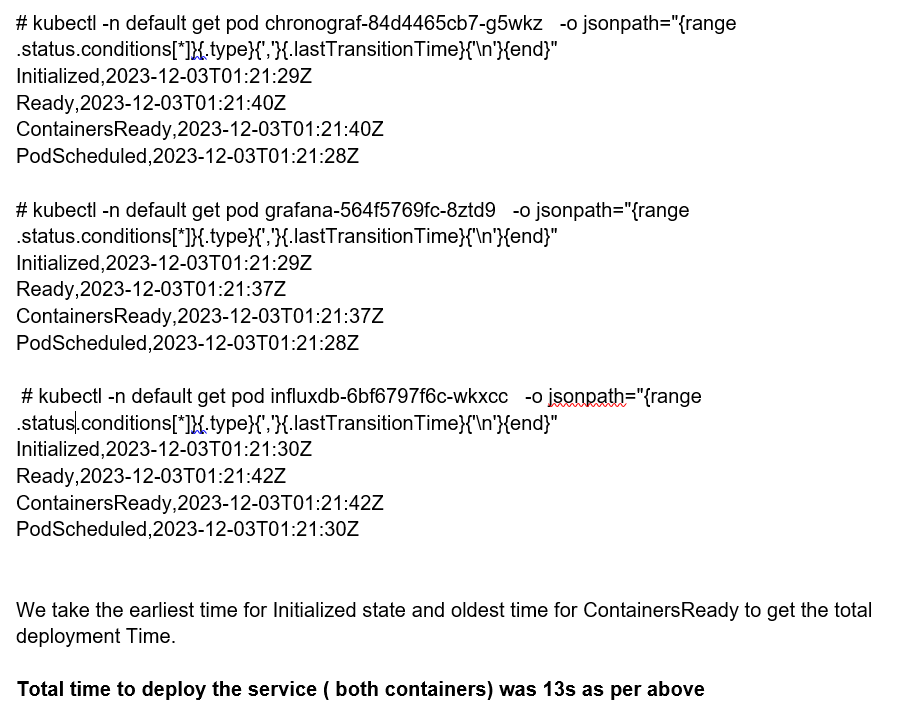 # kubectl -n default get pod chronograf-84d4465cb7-g5wkz   -o jsonpath="{range
.status.conditions[*]}{.type}{','}{.lastTransitionTime}{'\n'}{end}"
Initialized,2023-12-03T01:21:29Z
Ready,2023-12-03T01:21:40Z
ContainersReady,2023-12-03T01:21:40Z
PodScheduled,2023-12-03T01:21:28Z
# kubectl -n default get pod grafana-564f5769fc-8ztd9   -o jsonpath="{range
.status.conditions[*]}{.type}{','}{.lastTransitionTime}{'\n'}{end}"
Initialized,2023-12-03T01:21:29Z
Ready,2023-12-03T01:21:37Z
ContainersReady,2023-12-03T01:21:37Z
PodScheduled,2023-12-03T01:21:28Z
# kubectl -n default get pod influxdb-6bf6797f6c-wkxcc   -o jsonpath="{range
.status.conditions[*]}{.type}{','}{.lastTransitionTime}{'\n'}{end}"
Initialized,2023-12-03T01:21:30Z
Ready,2023-12-03T01:21:42Z
ContainersReady,2023-12-03T01:21:42Z
PodScheduled,2023-12-03T01:21:30Z
We take the earliest time for Initialized state and oldest time for ContainersReady to get the total
deployment Time.
Total time to deploy the service ( both containers) was 13s as per above